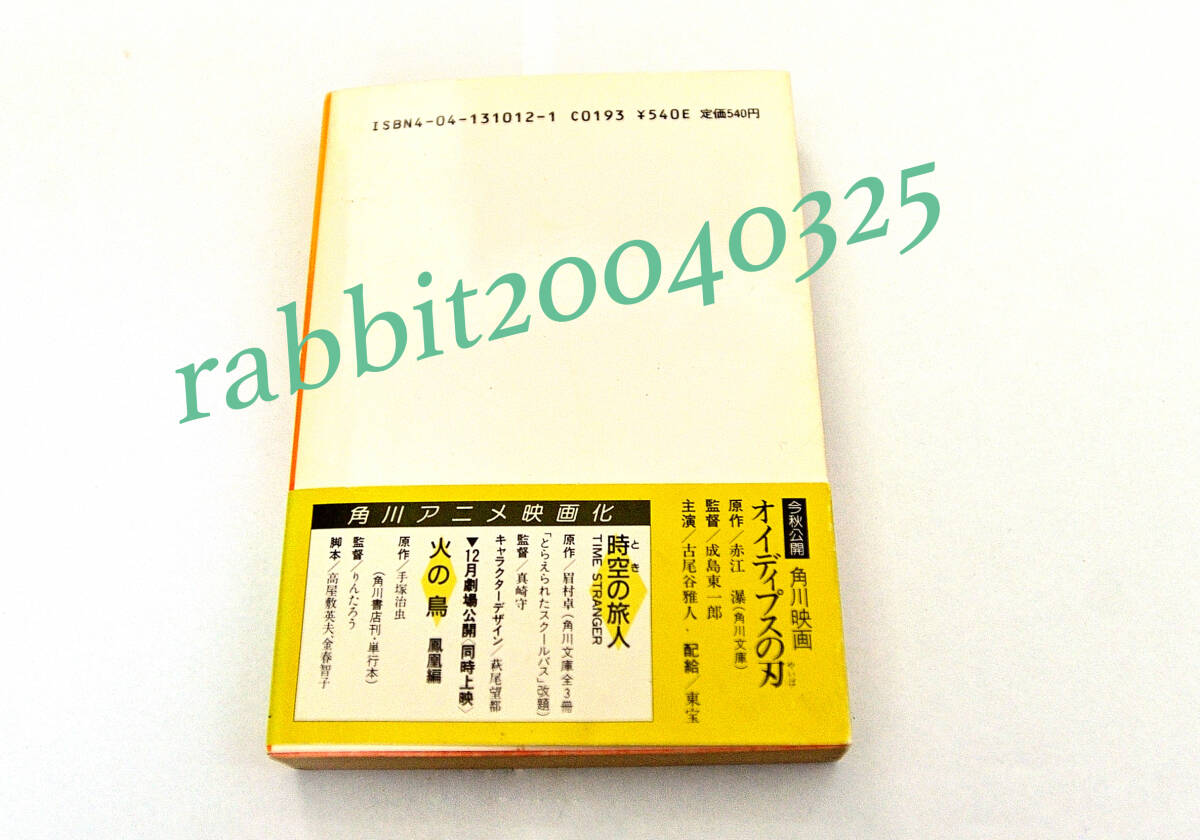 ISBN4-04-131012-1 C0193 ¥540E 定価540円
rabbit20040325
今秋公開 角川映画
オイディプスの刃
やいば
原作／赤江 瀑（角川文庫）
監督／成島東一郎
主演／古尾谷雅人・配給／東宝
角川アニメ映画化
時空の旅人
とき
TIME STRANGER
原作／眉村卓（角川文庫全3冊
「とらえられたスクールバス」改題）
監督／真崎守
キャラクターデザイン／萩尾望都
▼12月劇場公開〈同時上映〉
火の鳥 鳳凰編
原作／手塚治虫
（角川書店刊・単行本）
監督／りんたろう
脚本／高屋敷英夫、金春智子